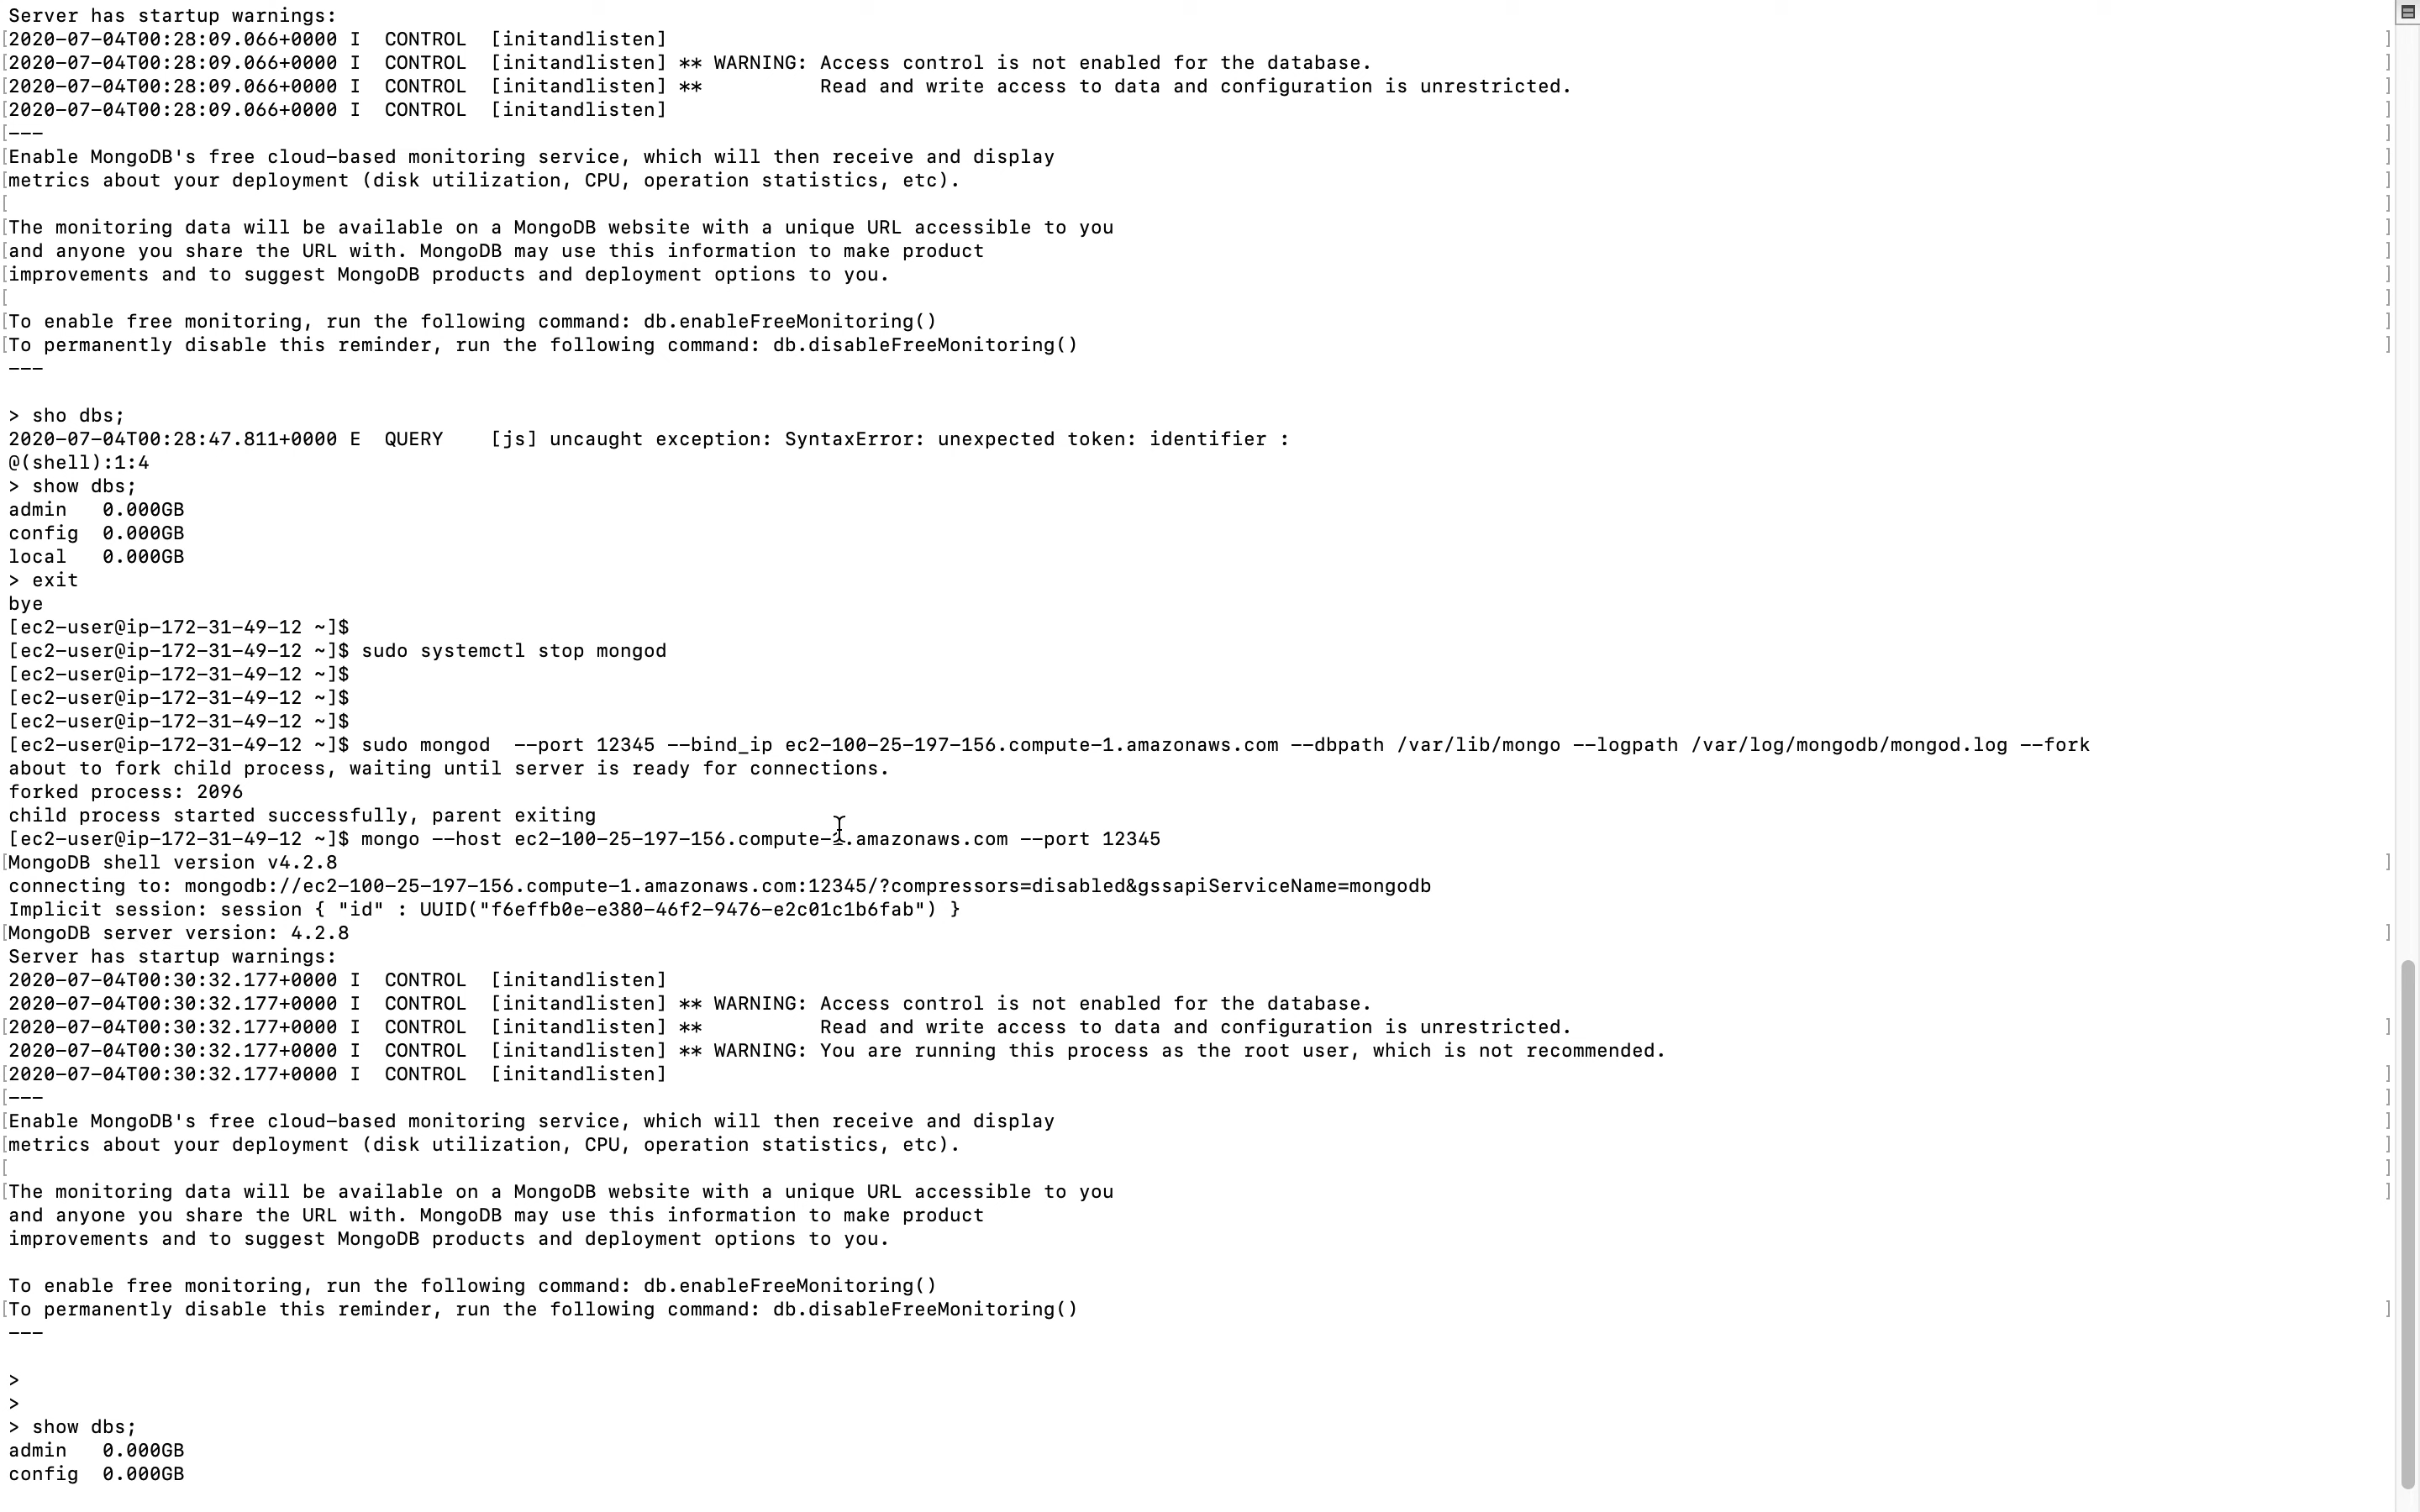 Server has startup warnings:
[2020-07-04T00:28:09.066+0000 I  CONTROL  [initandlisten] ]
[2020-07-04T00:28:09.066+0000 I  CONTROL  [initandlisten] ** WARNING: Access control is not enabled for the database. ]
[2020-07-04T00:28:09.066+0000 I  CONTROL  [initandlisten] **          Read and write access to data and configuration is unrestricted. ]
[2020-07-04T00:28:09.066+0000 I  CONTROL  [initandlisten] ]
[--- ]
[Enable MongoDB's free cloud-based monitoring service, which will then receive and display ]
[metrics about your deployment (disk utilization, CPU, operation statistics, etc). ]
[ ]
[The monitoring data will be available on a MongoDB website with a unique URL accessible to you ]
[and anyone you share the URL with. MongoDB may use this information to make product ]
[improvements and to suggest MongoDB products and deployment options to you. ]
[ ]
[To enable free monitoring, run the following command: db.enableFreeMonitoring() ]
[To permanently disable this reminder, run the following command: db.disableFreeMonitoring() ]
---
> sho dbs;
2020-07-04T00:28:47.811+0000 E  QUERY    [js] uncaught exception: SyntaxError: unexpected token: identifier :
@(shell):1:4
> show dbs;
admin   0.000GB
config  0.000GB
local   0.000GB
> exit
bye
[ec2-user@ip-172-31-49-12 ~]$
[ec2-user@ip-172-31-49-12 ~]$ sudo systemctl stop mongod
[ec2-user@ip-172-31-49-12 ~]$
[ec2-user@ip-172-31-49-12 ~]$
[ec2-user@ip-172-31-49-12 ~]$
[ec2-user@ip-172-31-49-12 ~]$ sudo mongod  --port 12345 --bind_ip ec2-100-25-197-156.compute-1.amazonaws.com --dbpath /var/lib/mongo --logpath /var/log/mongodb/mongod.log --fork
about to fork child process, waiting until server is ready for connections.
forked process: 2096
child process started successfully, parent exiting
[ec2-user@ip-172-31-49-12 ~]$ mongo --host ec2-100-25-197-156.compute-1.amazonaws.com --port 12345
[MongoDB shell version v4.2.8 ]
connecting to: mongodb://ec2-100-25-197-156.compute-1.amazonaws.com:12345/?compressors=disabled&gssapiServiceName=mongodb
Implicit session: session { "id" : UUID("f6effb0e-e380-46f2-9476-e2c01c1b6fab") }
[MongoDB server version: 4.2.8 ]
Server has startup warnings:
2020-07-04T00:30:32.177+0000 I  CONTROL  [initandlisten]
2020-07-04T00:30:32.177+0000 I  CONTROL  [initandlisten] ** WARNING: Access control is not enabled for the database.
[2020-07-04T00:30:32.177+0000 I  CONTROL  [initandlisten] **          Read and write access to data and configuration is unrestricted. ]
2020-07-04T00:30:32.177+0000 I  CONTROL  [initandlisten] ** WARNING: You are running this process as the root user, which is not recommended.
[2020-07-04T00:30:32.177+0000 I  CONTROL  [initandlisten] ]
[--- ]
[Enable MongoDB's free cloud-based monitoring service, which will then receive and display ]
[metrics about your deployment (disk utilization, CPU, operation statistics, etc). ]
[ ]
[The monitoring data will be available on a MongoDB website with a unique URL accessible to you ]
and anyone you share the URL with. MongoDB may use this information to make product
improvements and to suggest MongoDB products and deployment options to you.
To enable free monitoring, run the following command: db.enableFreeMonitoring()
[To permanently disable this reminder, run the following command: db.disableFreeMonitoring() ]
---
>
>
> show dbs;
admin   0.000GB
config  0.000GB